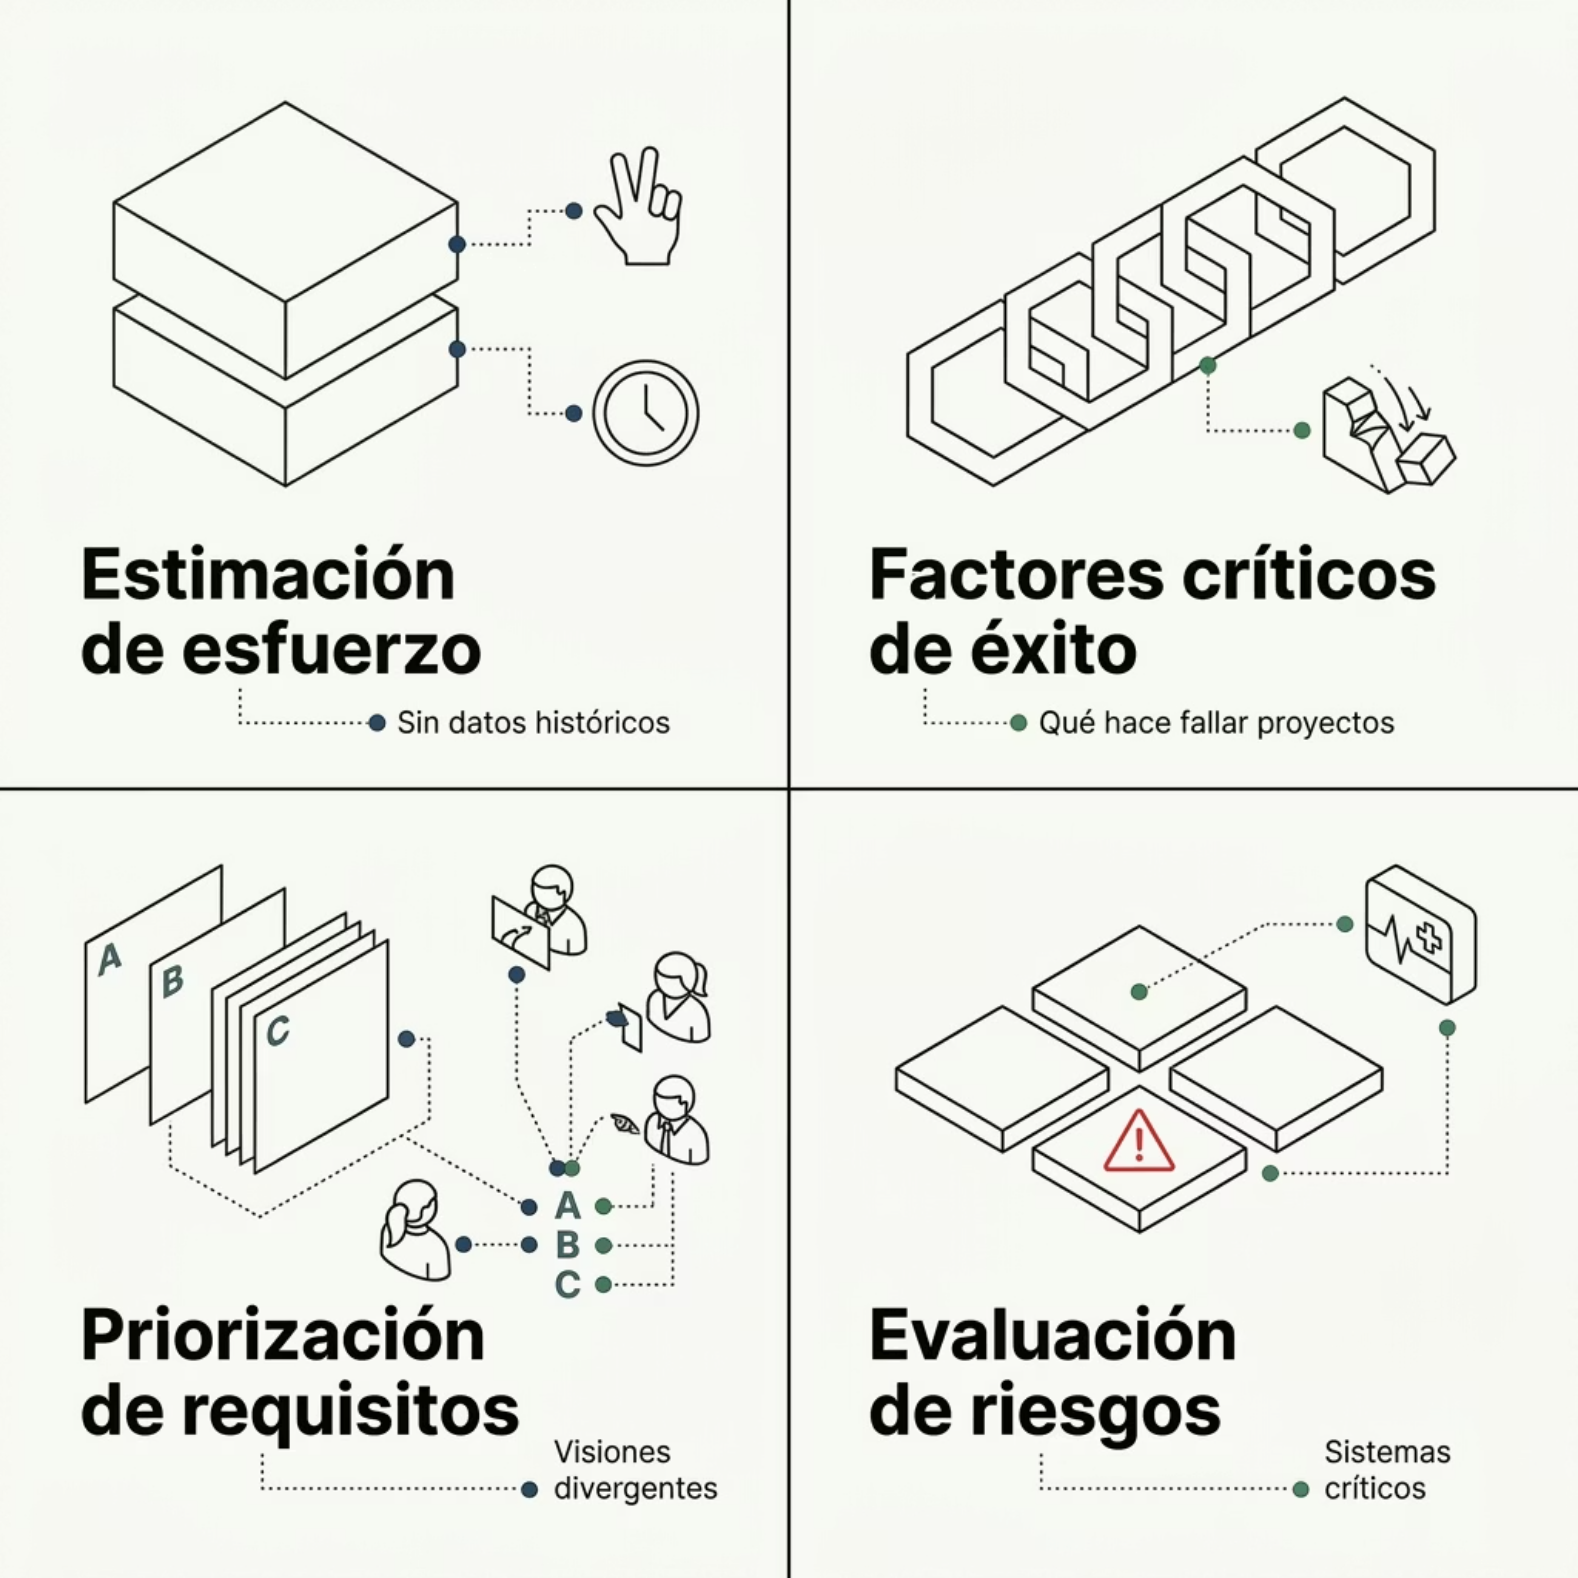 Estimación
de esfuerzo
Sin datos históricos
Factores críticos
de éxito
Qué hace fallar proyectos
A
B
C
A
B
C
Priorización
de requisitos
Visiones
divergentes
!
Evaluación
de riesgos
Sistemas
críticos